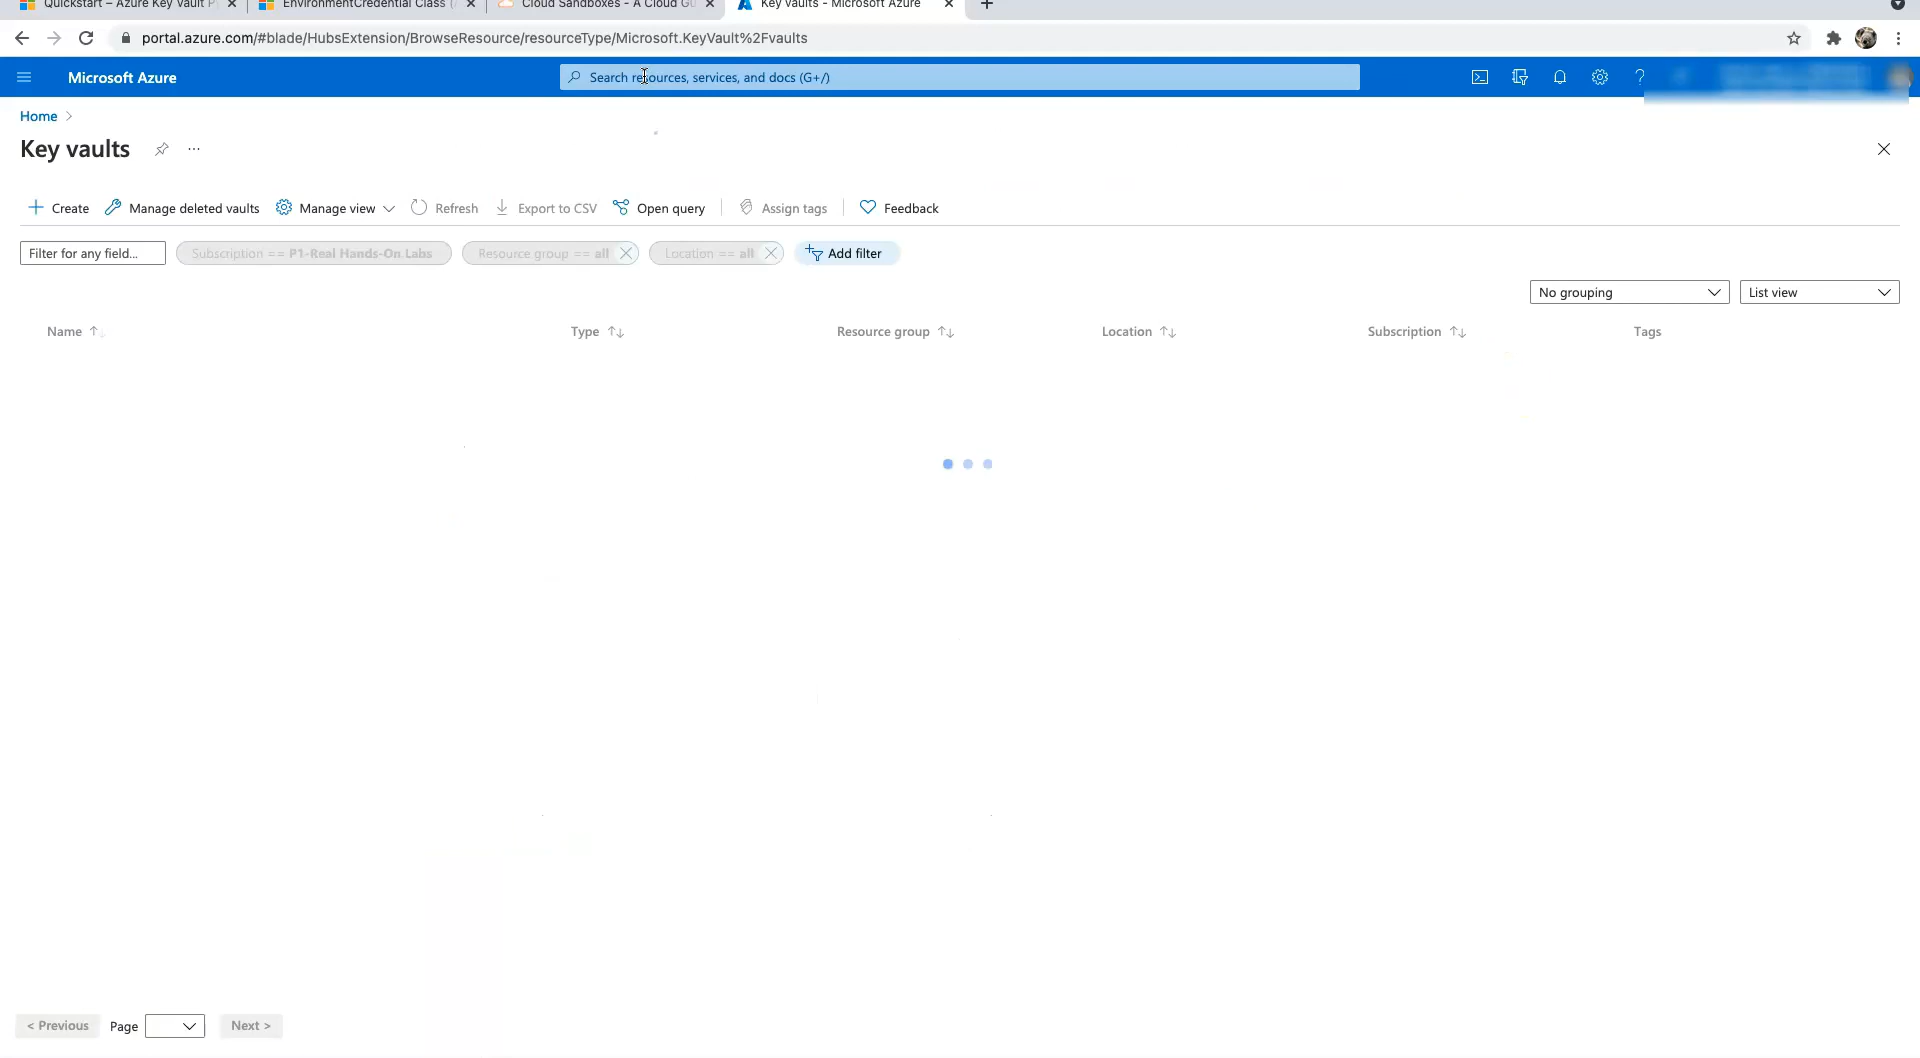 Quickstart – Azure Key Vault P
EnvironmentCredential Class (
Cloud Sandboxes - A Cloud Gu
Key vaults - Microsoft Azure
portal.azure.com/#blade/HubsExtension/BrowseResource/resourceType/Microsoft.KeyVault%2Fvaults
Microsoft Azure
Search resources, services, and docs (G+/)
Home >
Key vaults
Create Manage deleted vaults Manage view Refresh Export to CSV Open query Assign tags Feedback
Filter for any field... Subscription == P1-Real Hands-On Labs Resource group == all Location == all Add filter
No grouping List view
Name Type Resource group Location Subscription Tags
< Previous Page Next >